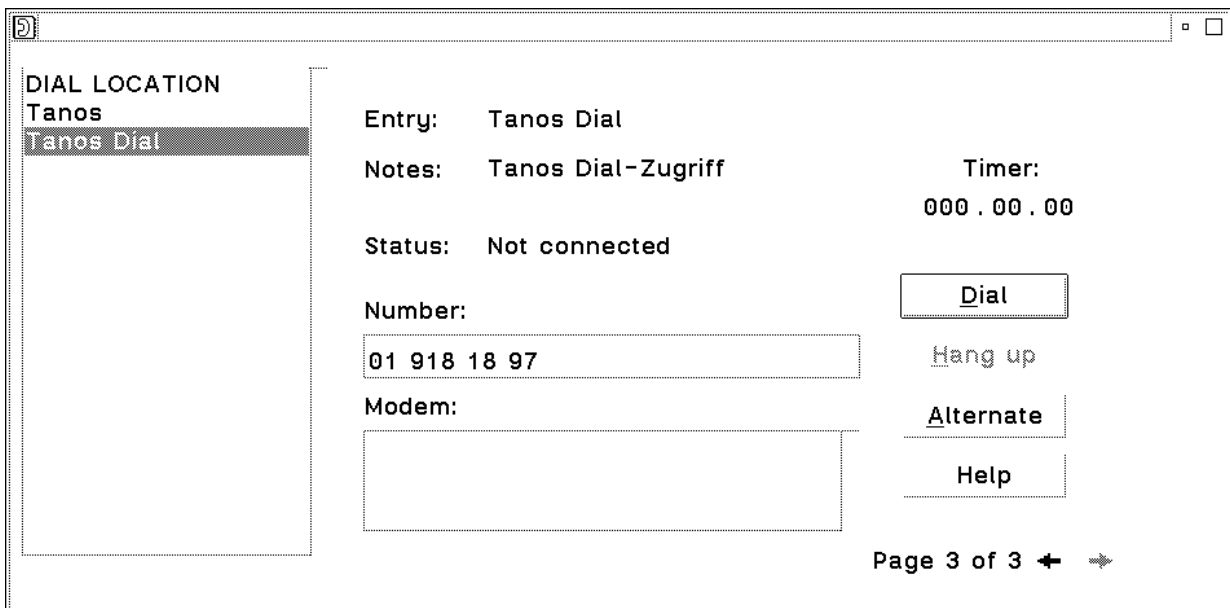 DIAL LOCATION
Tanos
Tanos Dial
Entry: Tanos Dial
Notes: Tanos Dial-Zugriff
Timer:
000.00.00
Status: Not connected
Number:
01 918 18 97
Modem:
Dial
Hang up
Alternate
Help
Page 3 of 3